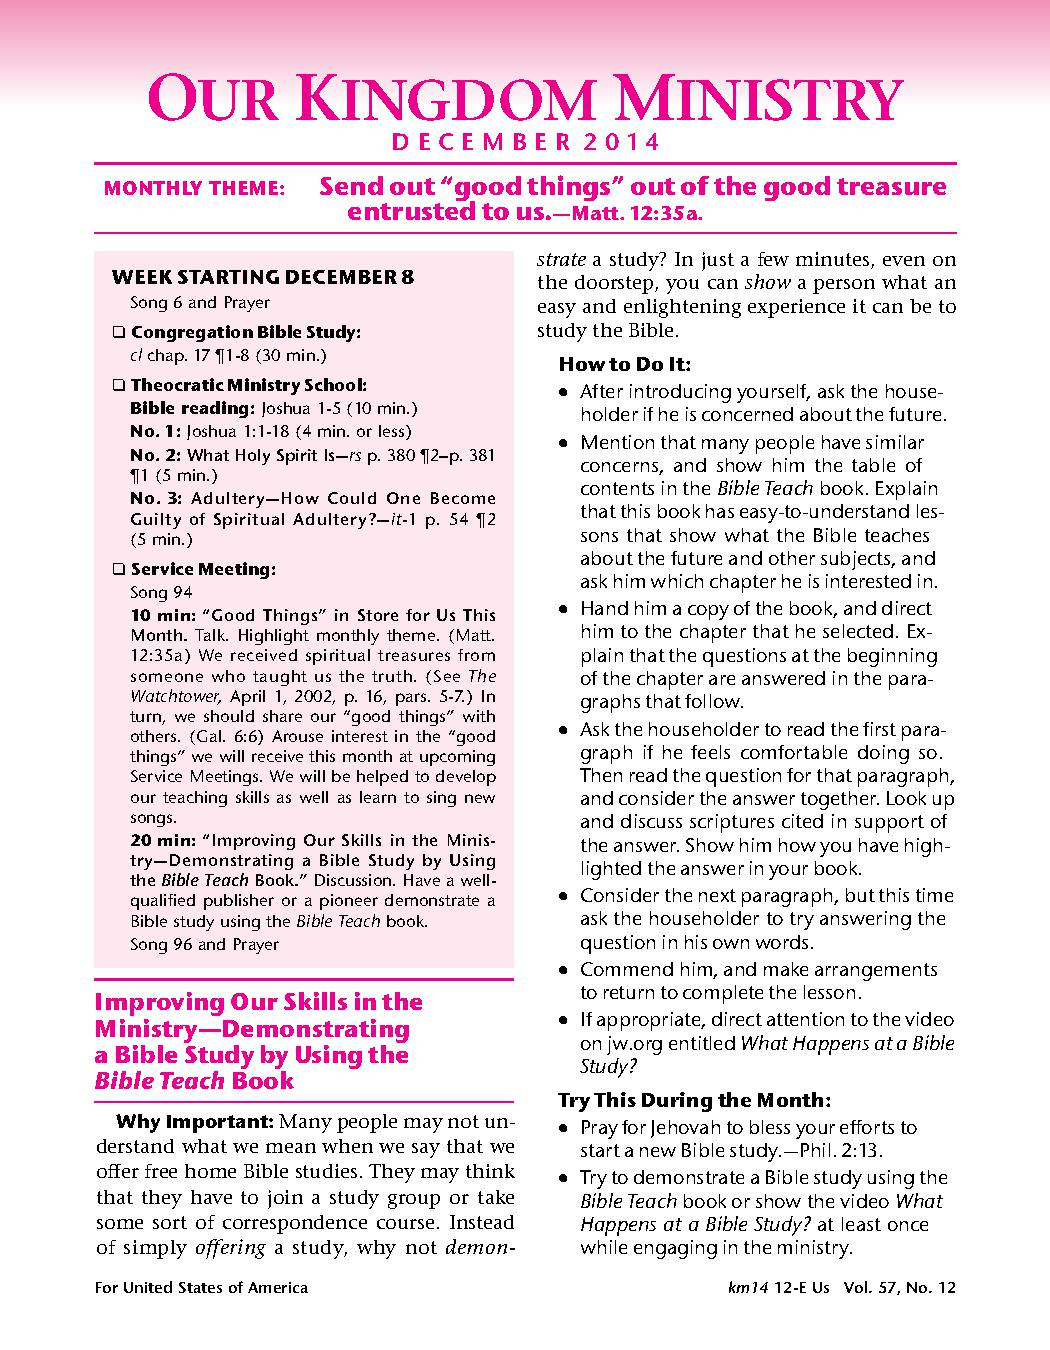 OUR KINGDOM MINISTRY
DECEMBER 2014
MONTHLY THEME: Send out “good things” out of the good treasure
entrusted to us.—Matt. 12:35a.
WEEK STARTING DECEMBER 8
Song 6 and Prayer
❏ Congregation Bible Study:
cl chap. 17 ¶1-8 (30 min.)
❏ Theocratic Ministry School:
Bible reading: Joshua 1-5 (10 min.)
No. 1: Joshua 1:1-18 (4 min. or less)
No. 2: What Holy Spirit Is—rs p. 380 ¶2–p. 381
¶1 (5 min.)
No. 3: Adultery—How Could One Become
Guilty of Spiritual Adultery?—it-1 p. 54 ¶2
(5 min.)
❏ Service Meeting:
Song 94
10 min: “Good Things” in Store for Us This
Month. Talk. Highlight monthly theme. (Matt.
12:35a) We received spiritual treasures from
someone who taught us the truth. (See The
Watchtower, April 1, 2002, p. 16, pars. 5-7.) In
turn, we should share our “good things” with
others. (Gal. 6:6) Arouse interest in the “good
things” we will receive this month at upcoming
Service Meetings. We will be helped to develop
our teaching skills as well as learn to sing new
songs.
20 min: “Improving Our Skills in the Minis-
try—Demonstrating a Bible Study by Using
the Bible Teach Book.” Discussion. Have a well-
qualified publisher or a pioneer demonstrate a
Bible study using the Bible Teach book.
Song 96 and Prayer
Improving Our Skills in the
Ministry—Demonstrating
a Bible Study by Using the
Bible Teach Book
Why Important: Many people may not un-
derstand what we mean when we say that we
offer free home Bible studies. They may think
that they have to join a study group or take
some sort of correspondence course. Instead
of simply offering a study, why not demon-
strate a study? In just a few minutes, even on
the doorstep, you can show a person what an
easy and enlightening experience it can be to
study the Bible.
How to Do It:
● After introducing yourself, ask the house-
holder if he is concerned about the future.
● Mention that many people have similar
concerns, and show him the table of
contents in the Bible Teach book. Explain
that this book has easy-to-understand les-
sons that show what the Bible teaches
about the future and other subjects, and
ask him which chapter he is interested in.
● Hand him a copy of the book, and direct
him to the chapter that he selected. Ex-
plain that the questions at the beginning
of the chapter are answered in the para-
graphs that follow.
● Ask the householder to read the first para-
graph if he feels comfortable doing so.
Then read the question for that paragraph,
and consider the answer together. Look up
and discuss scriptures cited in support of
the answer. Show him how you have high-
lighted the answer in your book.
● Consider the next paragraph, but this time
ask the householder to try answering the
question in his own words.
● Commend him, and make arrangements
to return to complete the lesson.
● If appropriate, direct attention to the video
on jw.org entitled What Happens at a Bible
Study?
Try This During the Month:
● Pray for Jehovah to bless your efforts to
start a new Bible study.—Phil. 2:13.
● Try to demonstrate a Bible study using the
Bible Teach book or show the video What
Happens at a Bible Study? at least once
while engaging in the ministry.
For United States of America
km14 12-E Us Vol. 57, No. 12